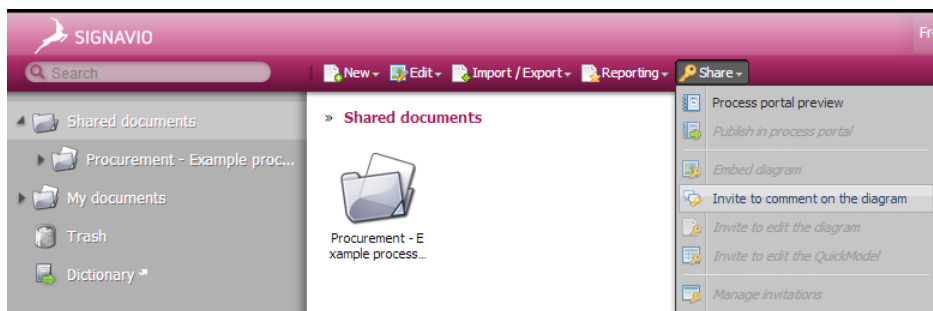 SIGNAVIO
Fr
Search
New Edit Import / Export Reporting Share
Shared documents
Procurement - Example proc...
My documents
Trash
Dictionary
» Shared documents
Procurement - E
xample process...
Process portal preview
Publish in process portal
Embed diagram
Invite to comment on the diagram
Invite to edit the diagram
Invite to edit the QuickModel
Manage invitations